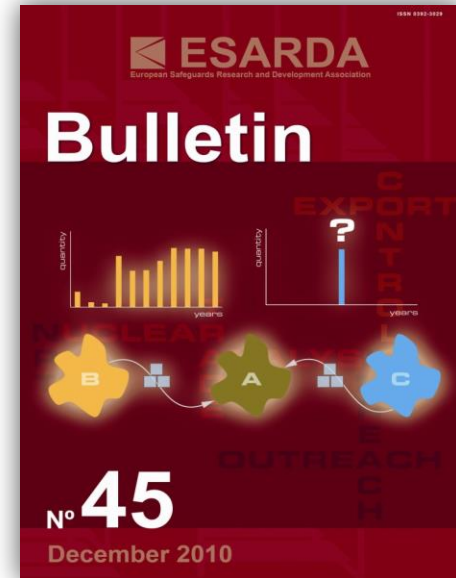 ISSN 0392-3029
ESARDA
European Safeguards Research and Development Association
Bulletin
EXPORT
CONTROL
quantity
years
?
quantity
years
NUCLEAR
B
A
C
OUTREACH
Nº 45
December 2010